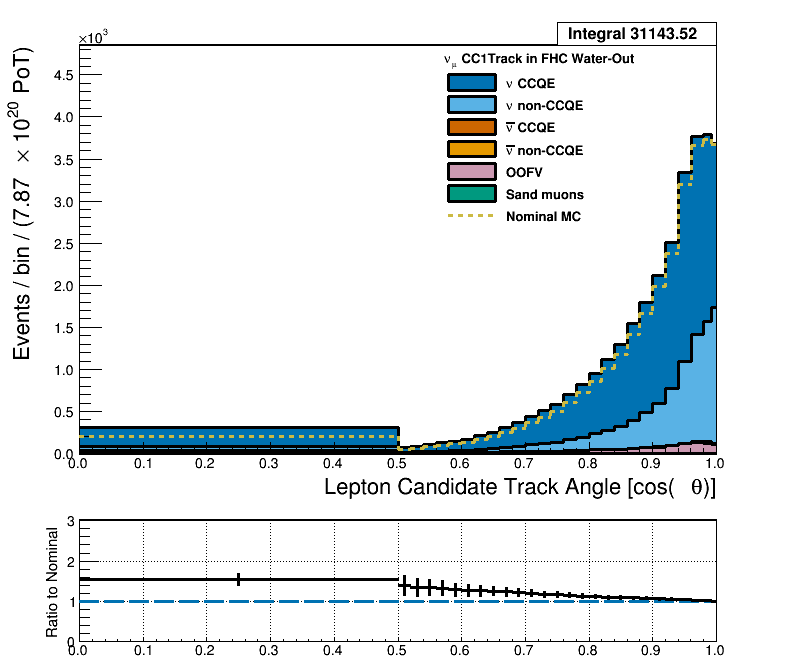 Integral 31143.52
×10³
ν_μ CC1Track in FHC Water-Out
ν CCQE
ν non-CCQE
ν̅ CCQE
ν̅ non-CCQE
OOFV
Sand muons
Nominal MC
Events / bin / (7.87 × 10²⁰ PoT)
4.5
4.0
3.5
3.0
2.5
2.0
1.5
1.0
0.5
0.0
0.0 0.1 0.2 0.3 0.4 0.5 0.6 0.7 0.8 0.9 1.0
Lepton Candidate Track Angle [cos( θ)]
Ratio to Nominal
3
2
1
0
0.0 0.1 0.2 0.3 0.4 0.5 0.6 0.7 0.8 0.9 1.0